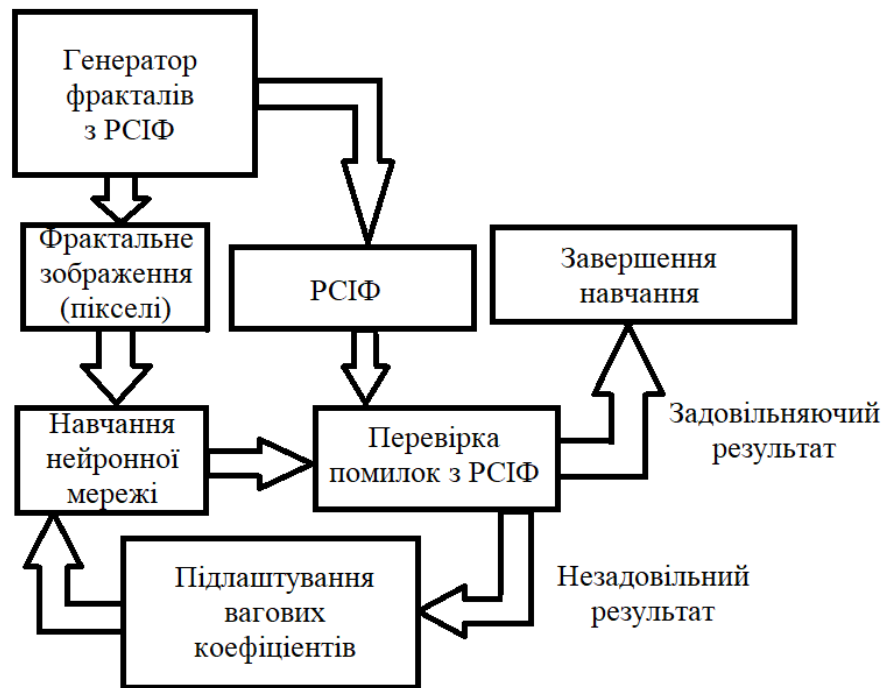 Генератор
фракталів
з РСІФ
Фрактальне
зображення
(пікселі)
РСІФ
Завершення
навчання
Навчання
нейронної
мережі
Перевірка
помилок з РСІФ
Задовільняючий
результат
Підлаштування
вагових
коефіцієнтів
Незадовільний
результат